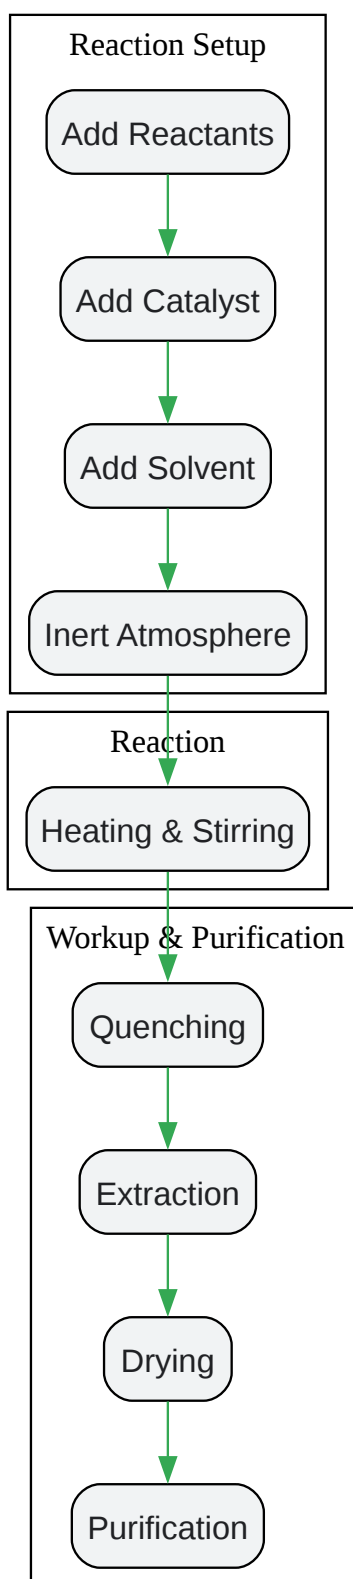 Reaction Setup
Add Reactants
Add Catalyst
Add Solvent
Inert Atmosphere
Reaction
Heating & Stirring
Workup & Purification
Quenching
Extraction
Drying
Purification